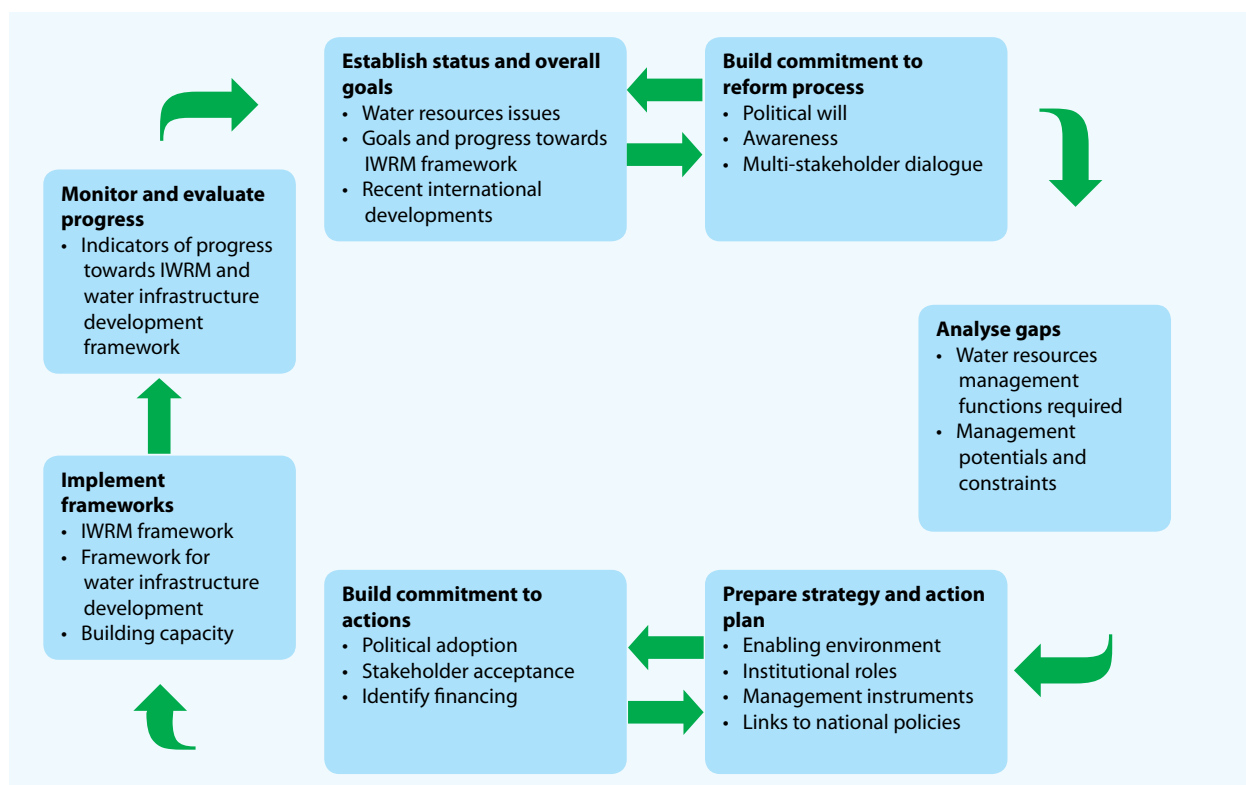 Establish status and overall
goals
• Water resources issues
• Goals and progress towards
IWRM framework
• Recent international
developments
Build commitment to
reform process
• Political will
• Awareness
• Multi-stakeholder dialogue
Analyse gaps
• Water resources
management
functions required
• Management
potentials and
constraints
Prepare strategy and action
plan
• Enabling environment
• Institutional roles
• Management instruments
• Links to national policies
Build commitment to
actions
• Political adoption
• Stakeholder acceptance
• Identify financing
Implement
frameworks
• IWRM framework
• Framework for
water infrastructure
development
• Building capacity
Monitor and evaluate
progress
• Indicators of progress
towards IWRM and
water infrastructure
development
framework